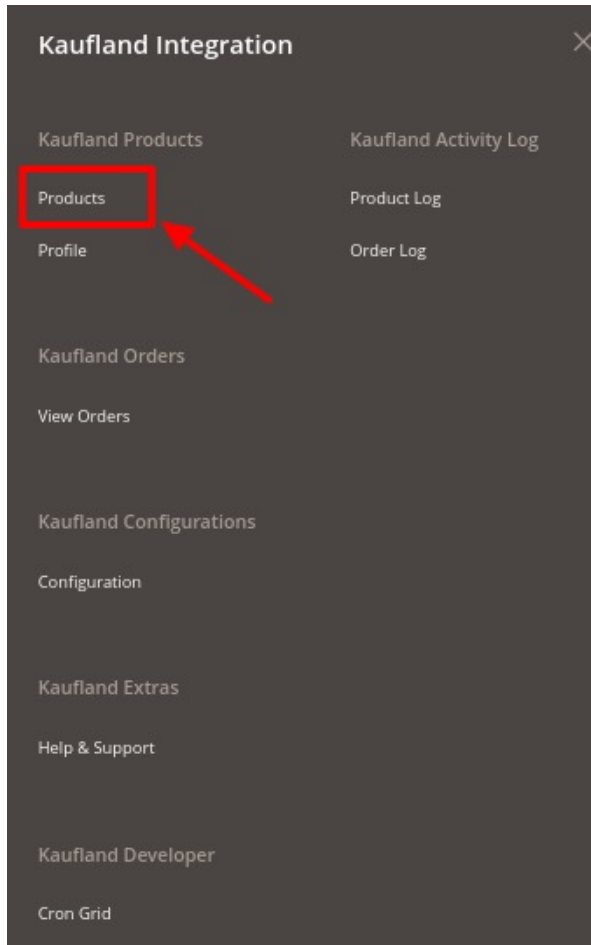 Kaufland Integration
Kaufland Products
Products
Profile
Kaufland Activity Log
Product Log
Order Log
Kaufland Orders
View Orders
Kaufland Configurations
Configuration
Kaufland Extras
Help & Support
Kaufland Developer
Cron Grid